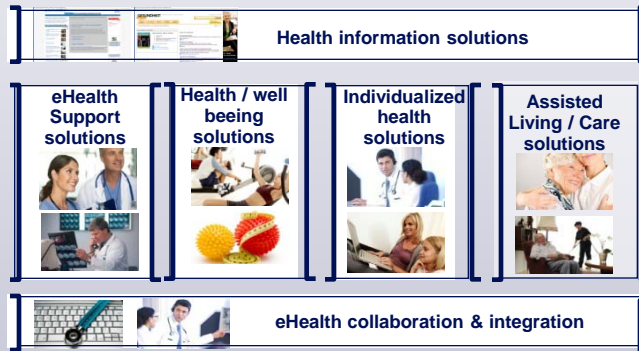 Health information solutions
eHealth
Support
solutions
Health / well
beeing
solutions
Individualized
health
solutions
Assisted
Living / Care
solutions
eHealth collaboration & integration